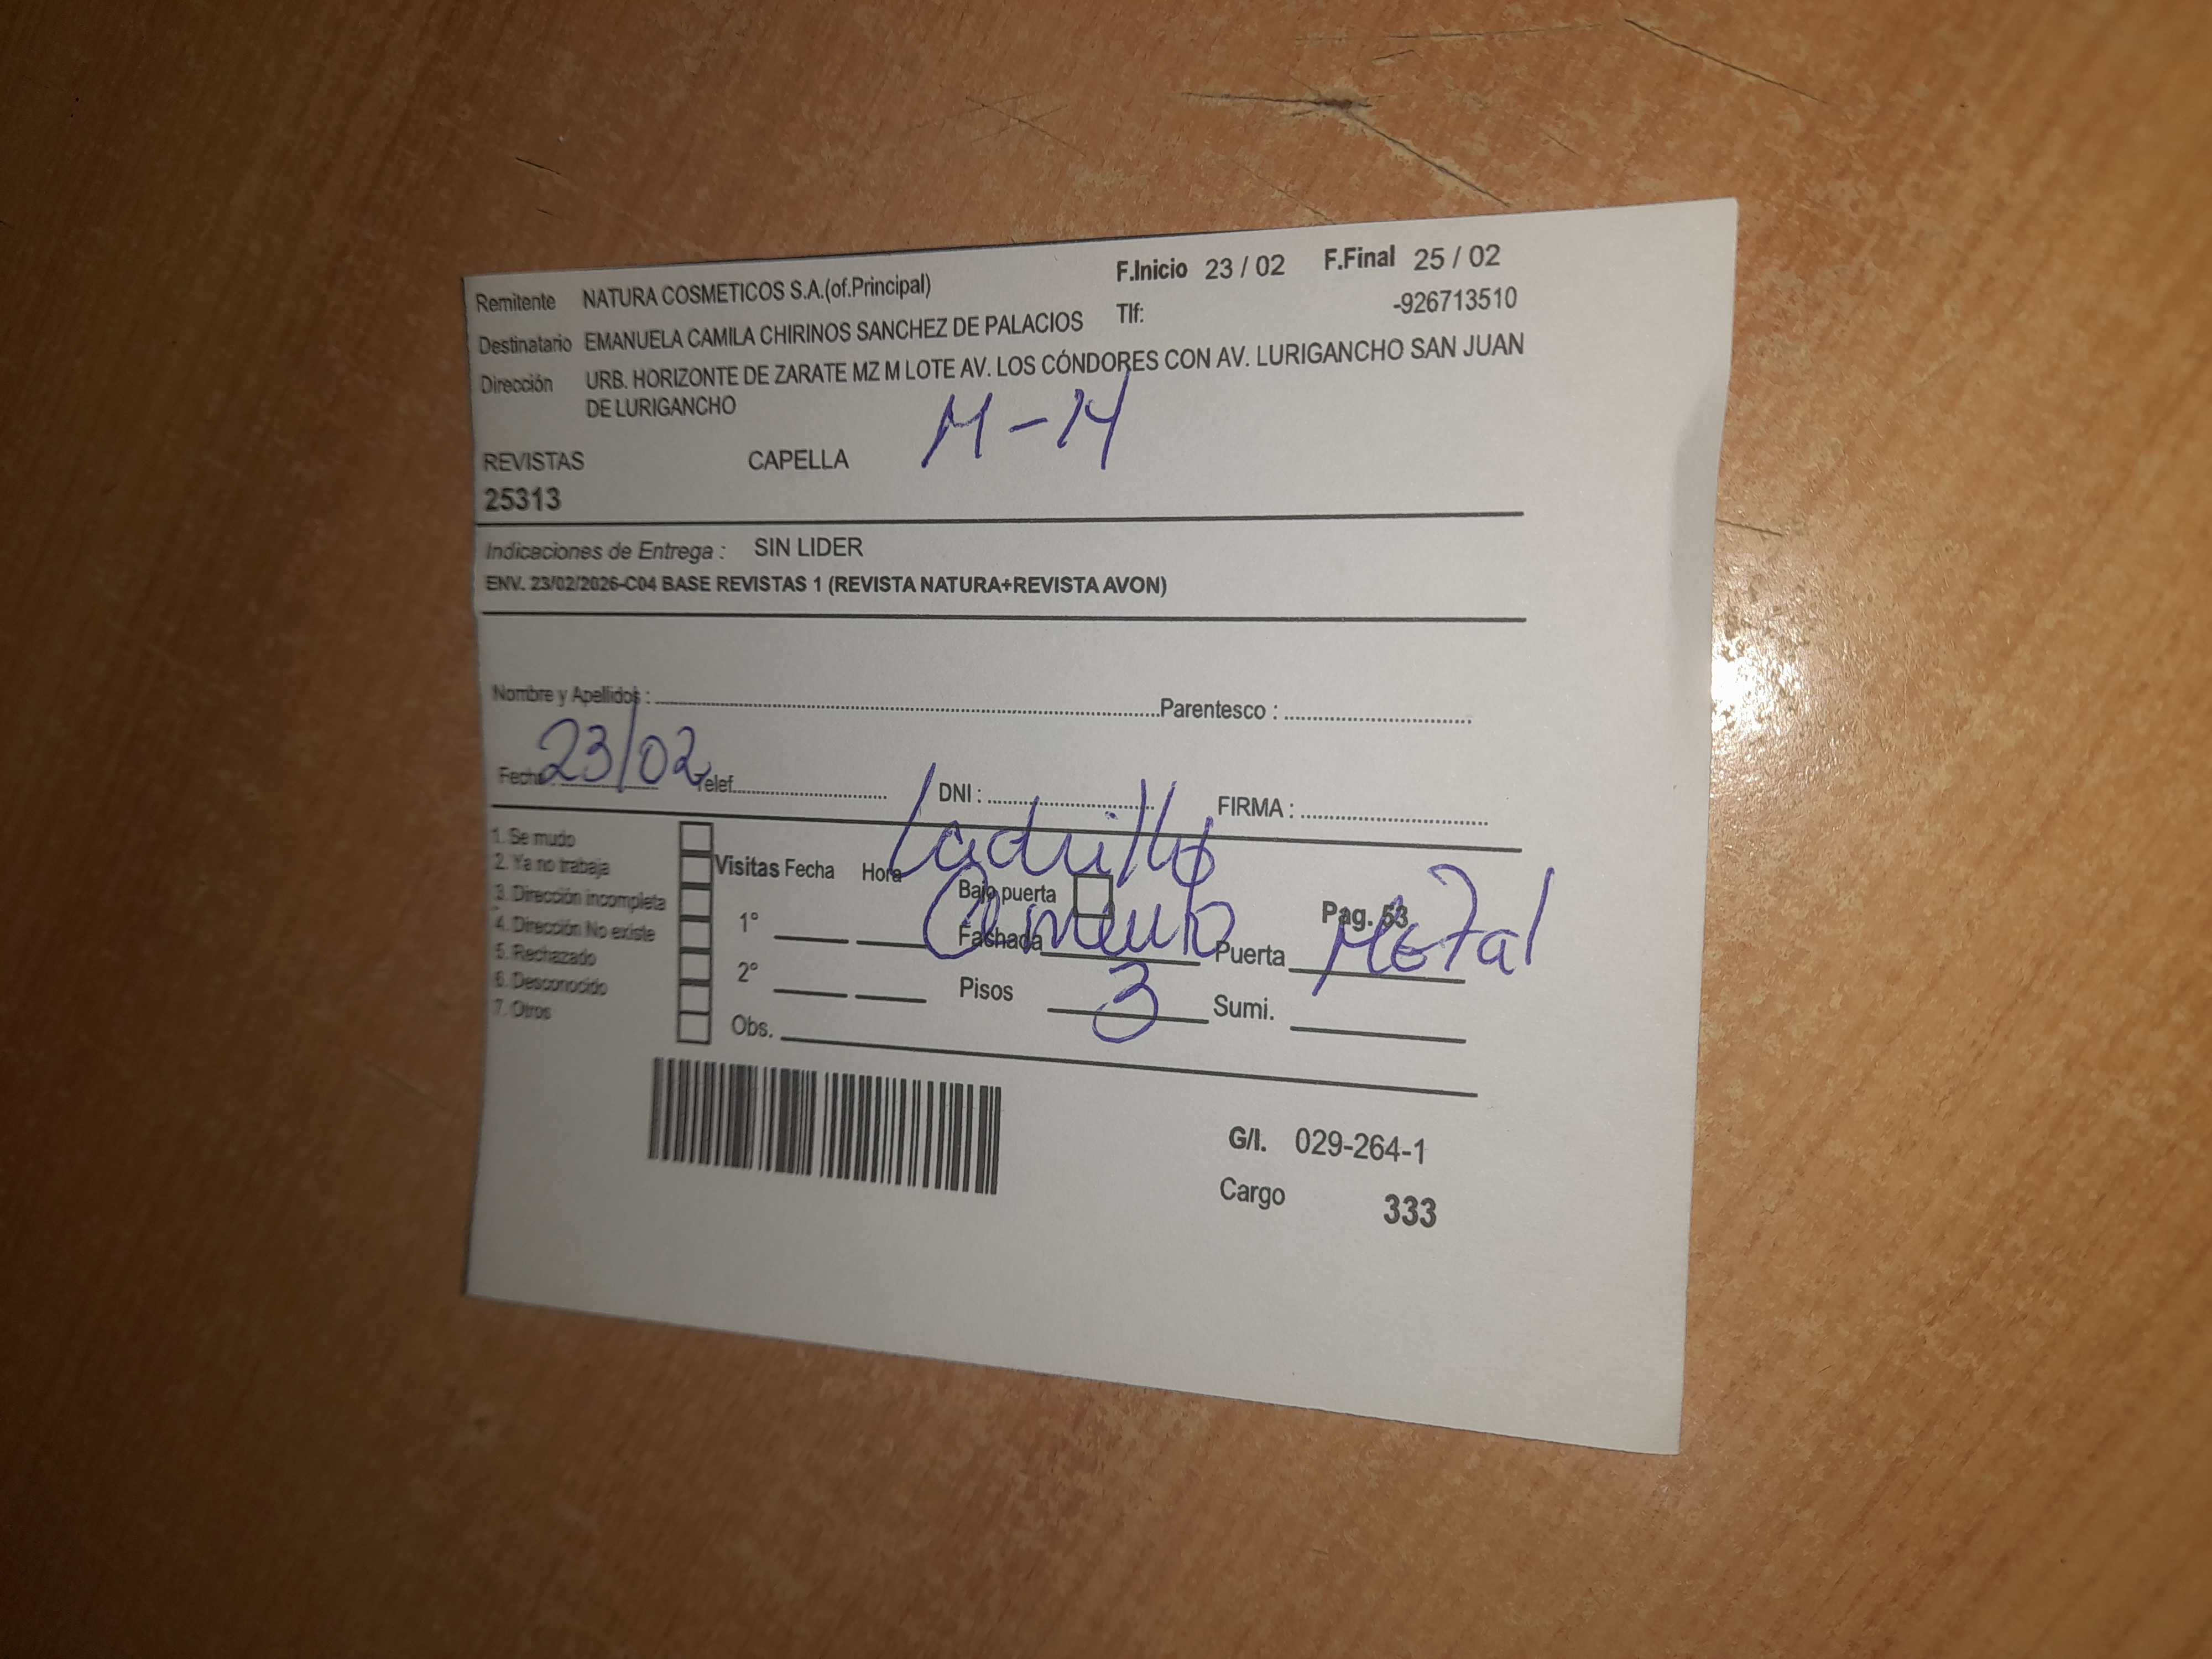 Remitente NATURA COSMETICOS S.A.(of.Principal) F.Inicio 23 / 02 F.Final 25 / 02
Destinatario EMANUELA CAMILA CHIRINOS SANCHEZ DE PALACIOS Tlf: -926713510
Dirección URB. HORIZONTE DE ZARATE MZ M LOTE AV. LOS CÓNDORES CON AV. LURIGANCHO SAN JUAN
DE LURIGANCHO
M-14
REVISTAS CAPELLA
25313
Indicaciones de Entrega : SIN LIDER
ENV. 23/02/2026-C04 BASE REVISTAS 1 (REVISTA NATURA+REVISTA AVON)
Nombre y Apellidos : Parentesco :
Fecha 23/02 Telef. DNI : FIRMA :
Ladrillo
1. Se mudo
2. Ya no trabaja
3. Dirección incompleta
4. Dirección No existe
5. Rechazado
6. Desconocido
7. Otros
Visitas Fecha Hora Bajo puerta Pag. 53
1° Fachada Cemento Puerta Metal
2° Pisos 3 Sumi.
Obs.
G/I. 029-264-1
Cargo 333